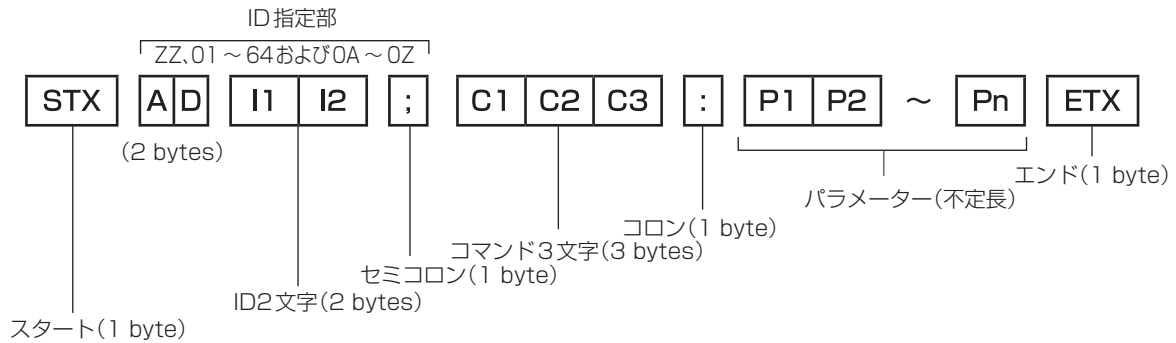 ID指定部
ZZ、01～64および0A～0Z
STX AD I1 I2 ; C1 C2 C3 : P1 P2 ～ Pn ETX
(2 bytes)
エンド(1 byte)
パラメーター(不定長)
コロン(1 byte)
コマンド3文字(3 bytes)
セミコロン(1 byte)
ID2文字(2 bytes)
スタート(1 byte)